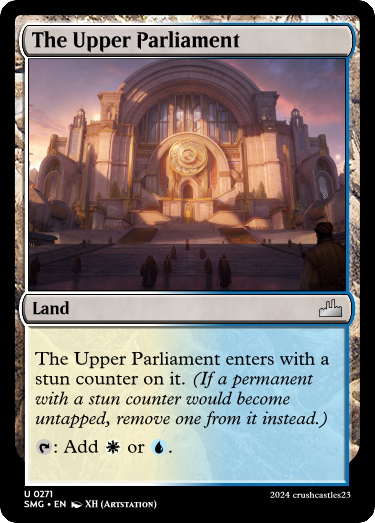 The Upper Parliament
Land
The Upper Parliament enters with a
stun counter on it. (If a permanent
with a stun counter would become
untapped, remove one from it instead.)
: Add or .
U 0271
SMG • EN XH (Artstation)
2024 crushcastles23